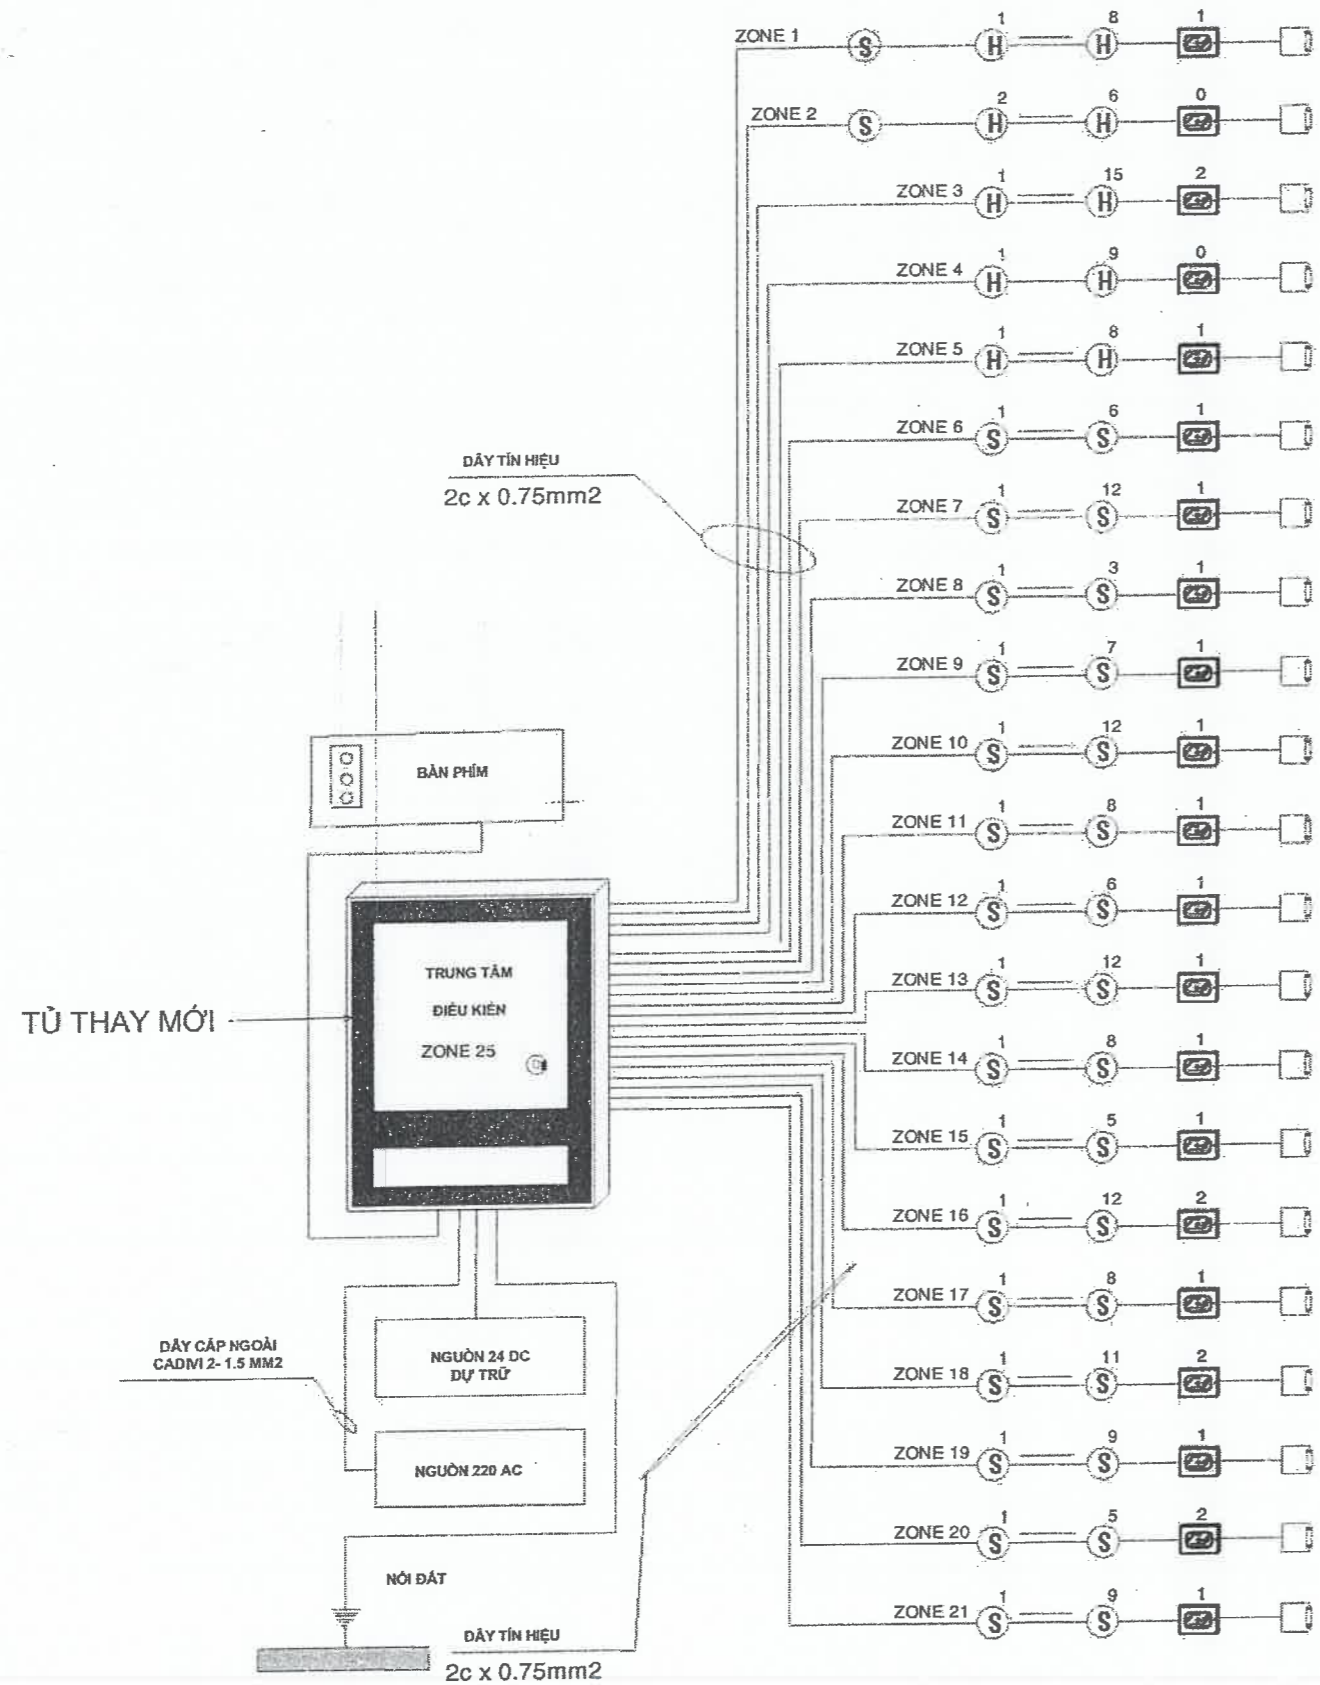 1 8 1
ZONE 1 S H H
2 6 0
ZONE 2 S H H
1 15 2
ZONE 3 H H
1 9 0
ZONE 4 H H
1 8 1
ZONE 5 H H
1 6 1
ZONE 6 S S
1 12 1
ZONE 7 S S
1 3 1
ZONE 8 S S
1 7 1
ZONE 9 S S
1 12 1
ZONE 10 S S
1 8 1
ZONE 11 S S
1 6 1
ZONE 12 S S
1 12 1
ZONE 13 S S
1 8 1
ZONE 14 S S
1 5 1
ZONE 15 S S
1 12 2
ZONE 16 S S
1 8 1
ZONE 17 S S
1 11 2
ZONE 18 S S
1 9 1
ZONE 19 S S
1 5 2
ZONE 20 S S
1 9 1
ZONE 21 S S
DÂY TÍN HIỆU
2c x 0.75mm2
BÀN PHÍM
TRUNG TÂM
ĐIỀU KIỂN
ZONE 25
TỦ THAY MỚI
DÂY CÁP NGOÀI
CADIVI 2- 1.5 MM2
NGUỒN 24 DC
DỰ TRỮ
NGUỒN 220 AC
NỐI ĐẤT
DÂY TÍN HIỆU
2c x 0.75mm2